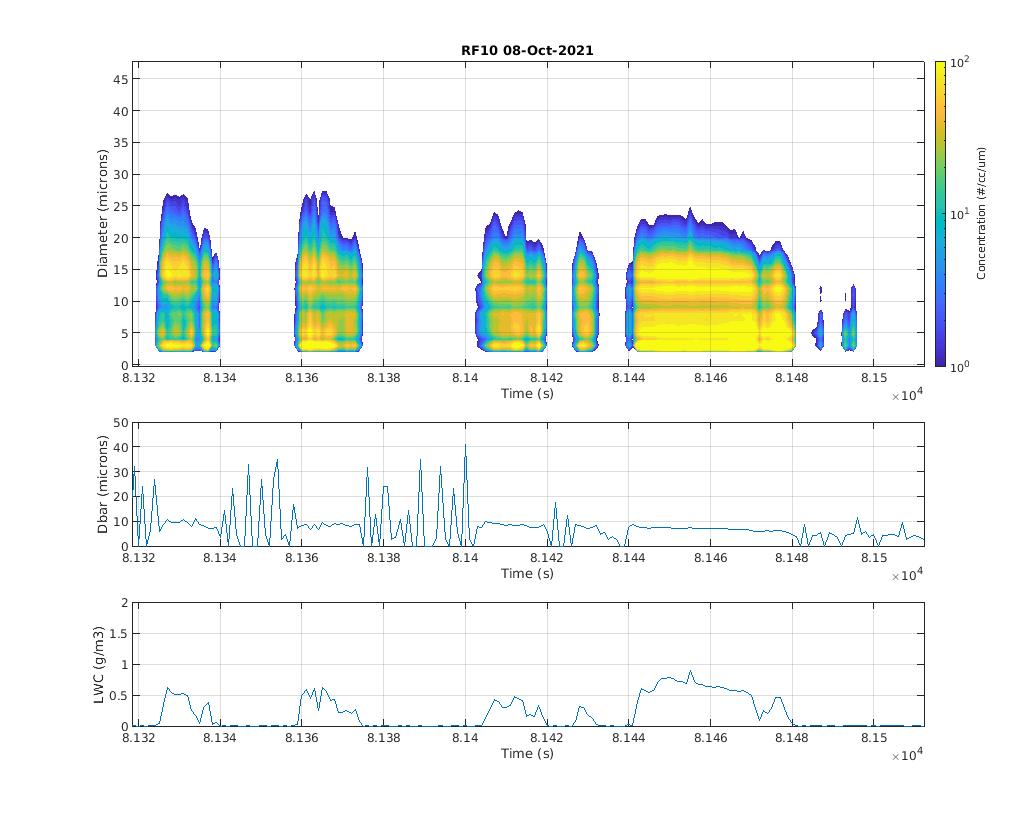 RF10 08-Oct-2021
45
40
35
30
25
20
15
10
5
0
Diameter (microns)
8.132 8.134 8.136 8.138 8.14 8.142 8.144 8.146 8.148 8.15
Time (s)
×10^4
10^2
10^1
10^0
Concentration (#/cc/um)
50
40
30
20
10
0
Dbar (microns)
8.132 8.134 8.136 8.138 8.14 8.142 8.144 8.146 8.148 8.15
Time (s)
×10^4
2
1.5
1
0.5
0
LWC (g/m3)
8.132 8.134 8.136 8.138 8.14 8.142 8.144 8.146 8.148 8.15
Time (s)
×10^4